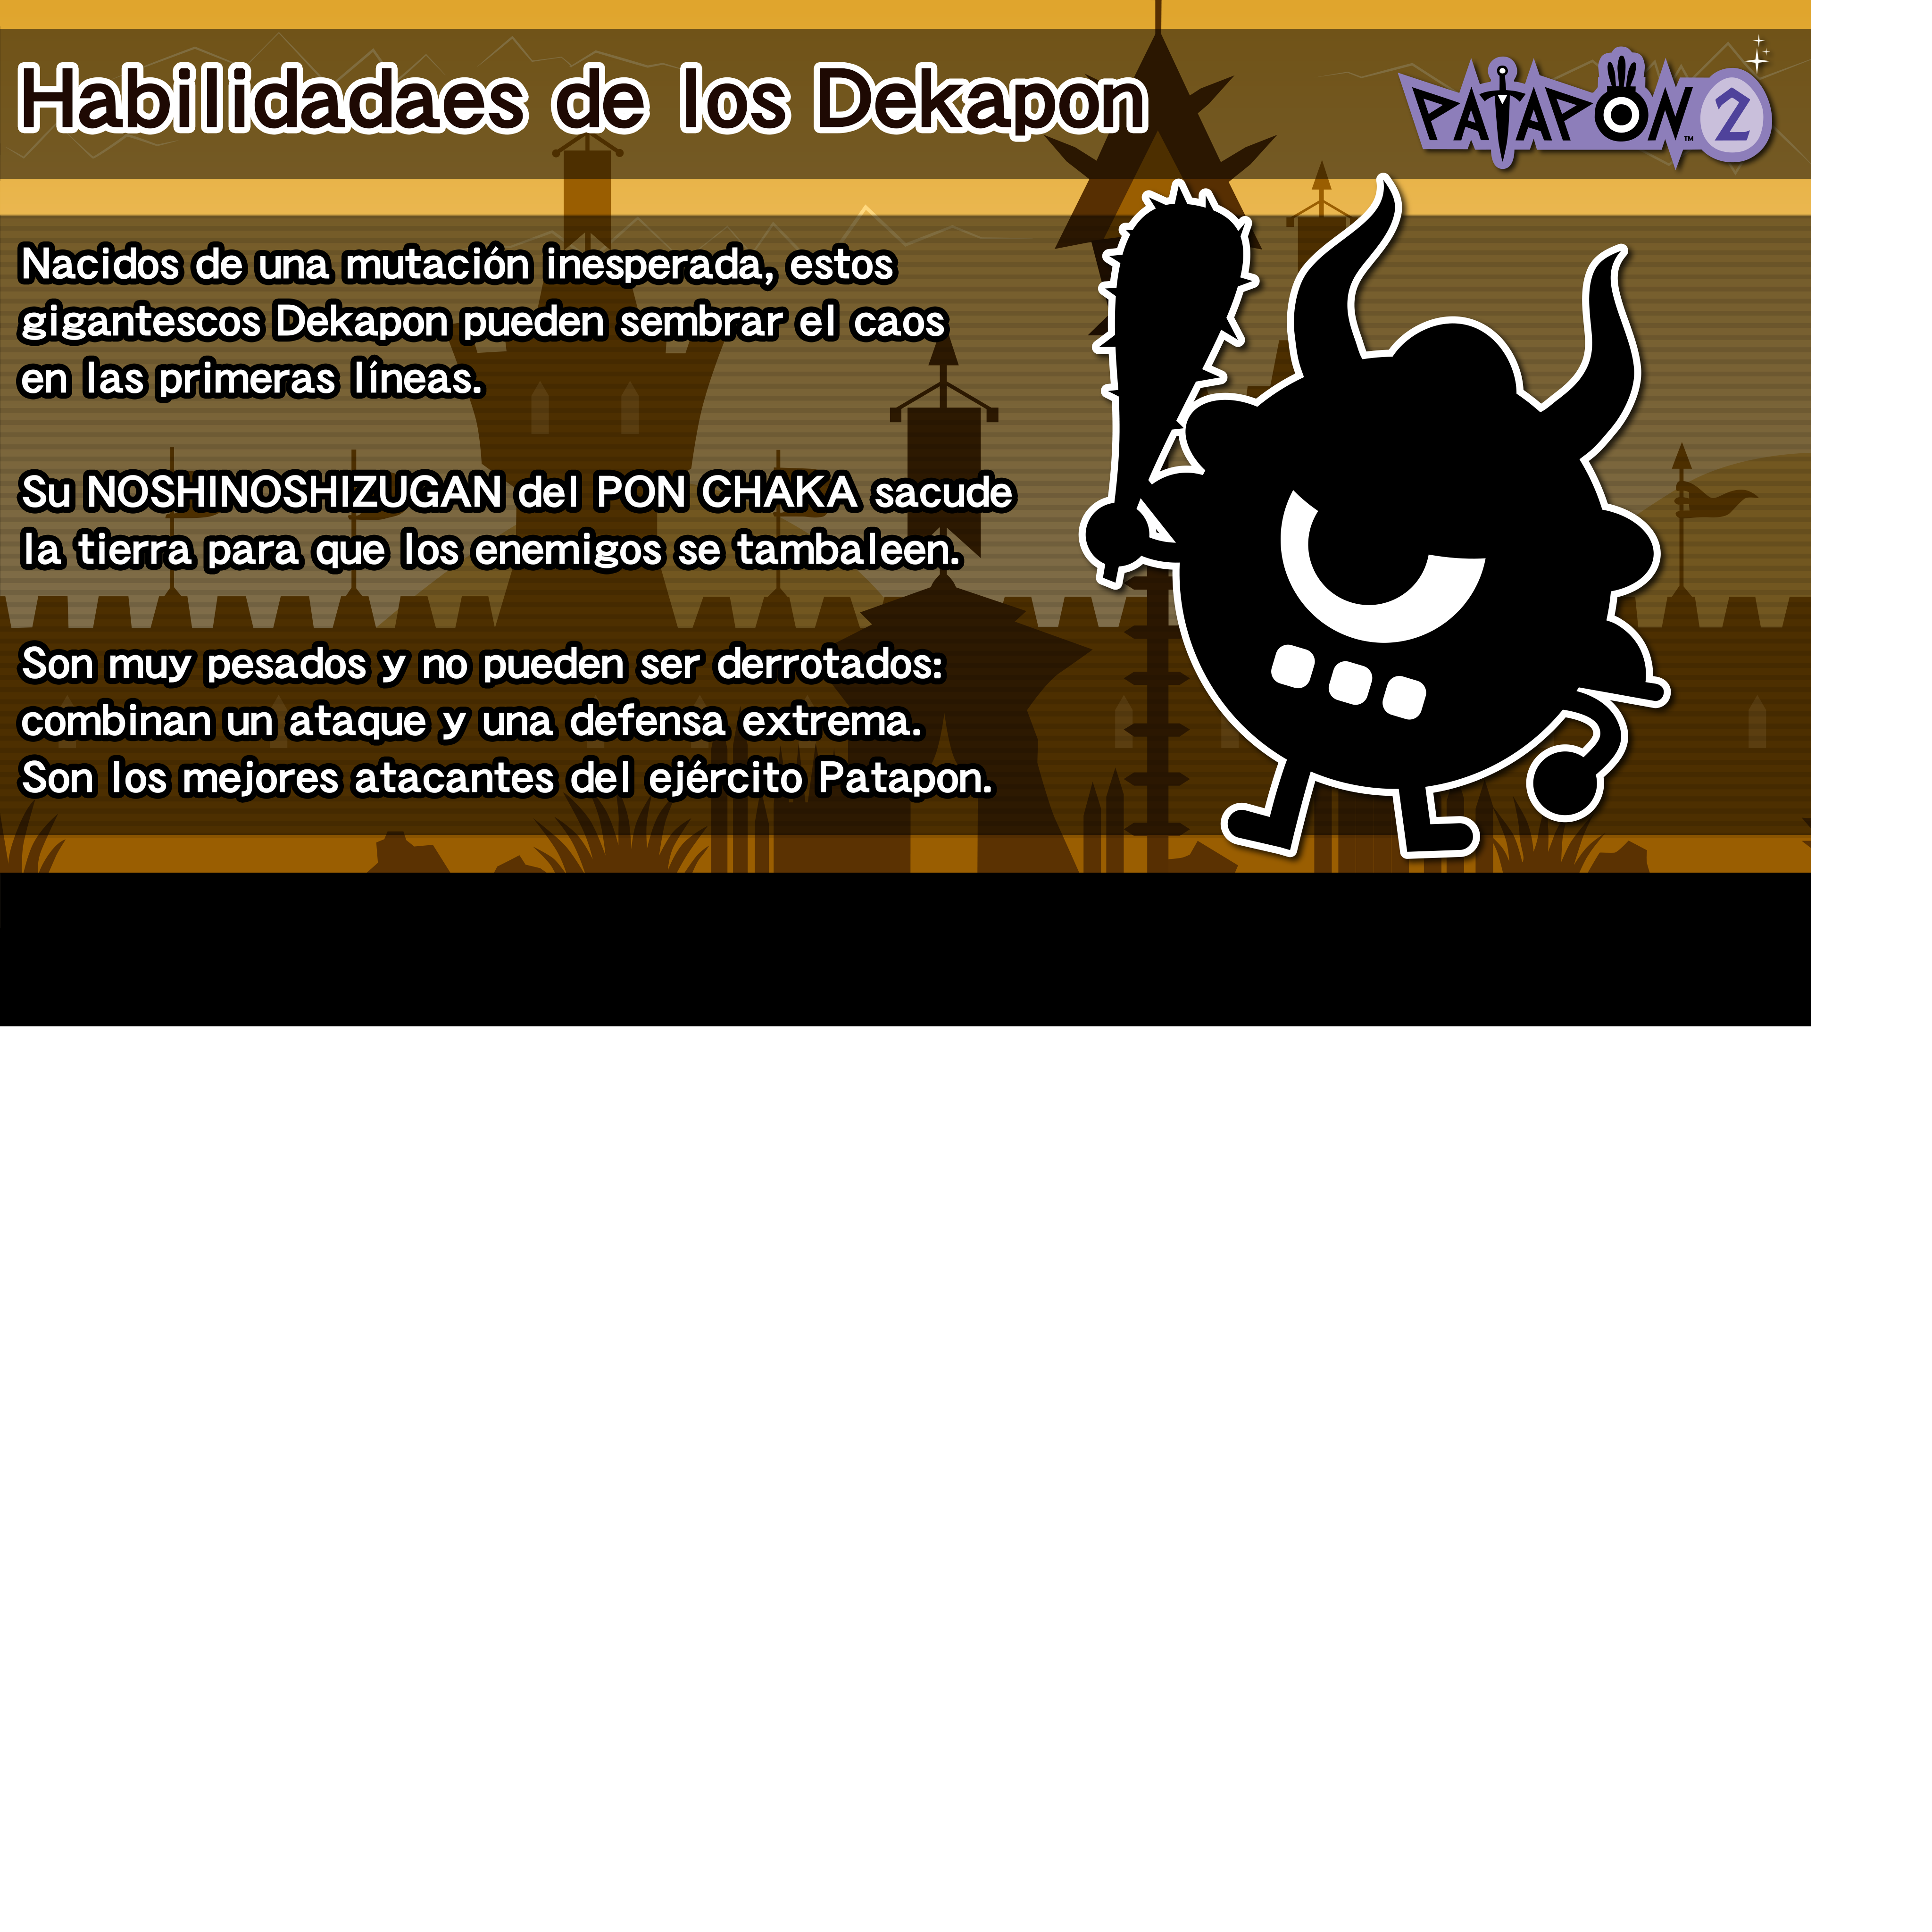 Habilidadaes de los Dekapon
PATAPON 2
TM
Nacidos de una mutación inesperada, estos
gigantescos Dekapon pueden sembrar el caos
en las primeras líneas.
Su NOSHINOSHIZUGAN del PON CHAKA sacude
la tierra para que los enemigos se tambaleen.
Son muy pesados y no pueden ser derrotados:
combinan un ataque y una defensa extrema.
Son los mejores atacantes del ejército Patapon.